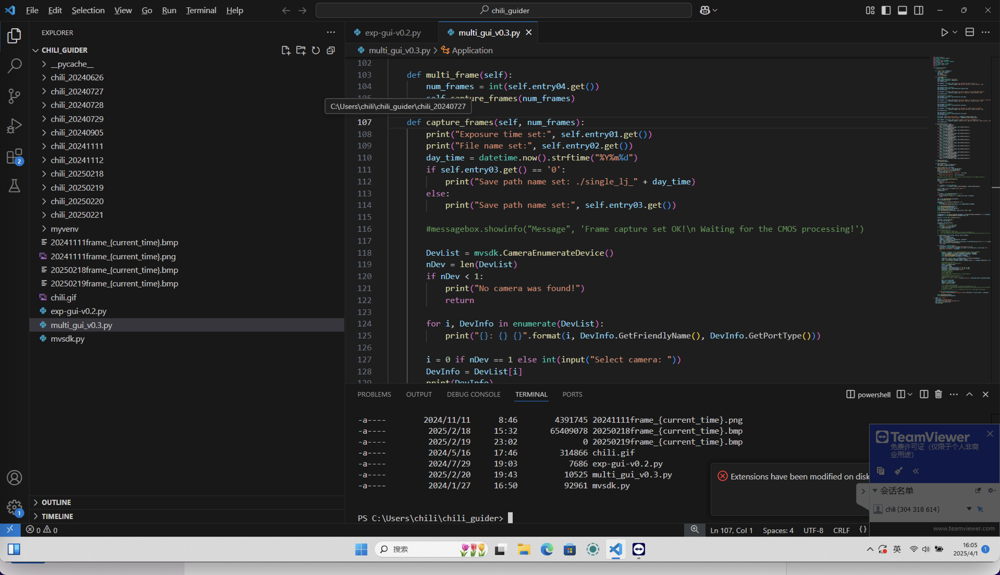 File Edit Selection View Go Run Terminal Help
chili_guider
EXPLORER
CHILI_GUIDER
__pycache__
chili_20240626
chili_20240727
chili_20240728
chili_20240729
chili_20240905
chili_20241111
chili_20241112
chili_20250218
chili_20250219
chili_20250220
chili_20250221
myvenv
20241111frame_{current_time}.bmp
20241111frame_{current_time}.png
20250218frame_{current_time}.bmp
20250219frame_{current_time}.bmp
chili.gif
exp-gui-v0.2.py
multi_gui_v0.3.py
mvsdk.py
OUTLINE
TIMELINE
2
1
exp-gui-v0.2.py multi_gui_v0.3.py
multi_gui_v0.3.py > Application
102
103 def multi_frame(self):
104 num_frames = int(self.entry04.get())
105 self.capture_frames(num_frames)
C:\Users\chili\chili_guider\chili_20240727
107 def capture_frames(self, num_frames):
108 print("Exposure time set:", self.entry01.get())
109 print("File name set:", self.entry02.get())
110 day_time = datetime.now().strftime("%Y%m%d")
111 if self.entry03.get() == '0':
112 print("Save path name set: ./single_lj_" + day_time)
113 else:
114 print("Save path name set:", self.entry03.get())
115
116 #messagebox.showinfo("Message", 'Frame capture set OK!\n Waiting for the CMOS processing!')
117
118 DevList = mvsdk.CameraEnumerateDevice()
119 nDev = len(DevList)
120 if nDev < 1:
121 print("No camera was found!")
122 return
123
124 for i, DevInfo in enumerate(DevList):
125 print("{}: {} {}".format(i, DevInfo.GetFriendlyName(), DevInfo.GetPortType()))
126
127 i = 0 if nDev == 1 else int(input("Select camera: "))
128 DevInfo = DevList[i]
129 print(DevInfo)
PROBLEMS OUTPUT DEBUG CONSOLE TERMINAL PORTS
powershell
-a---- 2024/11/11 8:46 4391745 20241111frame_{current_time}.png
-a---- 2025/2/18 15:32 65409078 20250218frame_{current_time}.bmp
-a---- 2025/2/19 23:02 0 20250219frame_{current_time}.bmp
-a---- 2024/5/16 17:46 314866 chili.gif
-a---- 2024/7/29 19:03 7686 exp-gui-v0.2.py
-a---- 2025/2/20 19:43 10525 multi_gui_v0.3.py
-a---- 2024/1/27 16:50 92961 mvsdk.py
PS C:\Users\chili\chili_guider>
Extensions have been modified on disk
TeamViewer
免费许可证（仅限于个人非商
业用途）
会话名单
chili (304 318 614)
www.teamviewer.com
0 0
Ln 107, Col 1 Spaces: 4 UTF-8 CRLF {}
搜索
英
16:05
2025/4/1
1